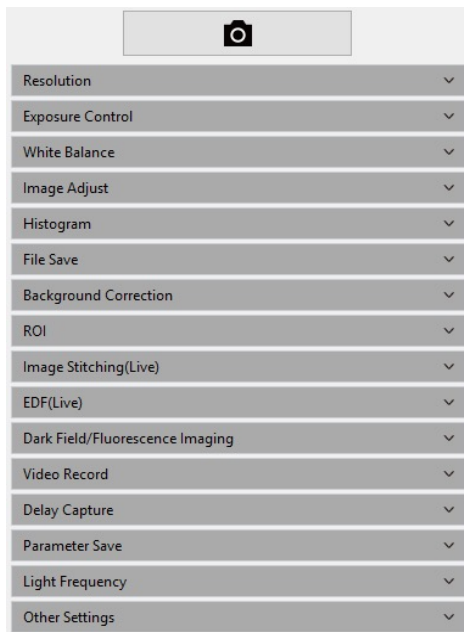 Resolution
Exposure Control
White Balance
Image Adjust
Histogram
File Save
Background Correction
ROI
Image Stitching(Live)
EDF(Live)
Dark Field/Fluorescence Imaging
Video Record
Delay Capture
Parameter Save
Light Frequency
Other Settings